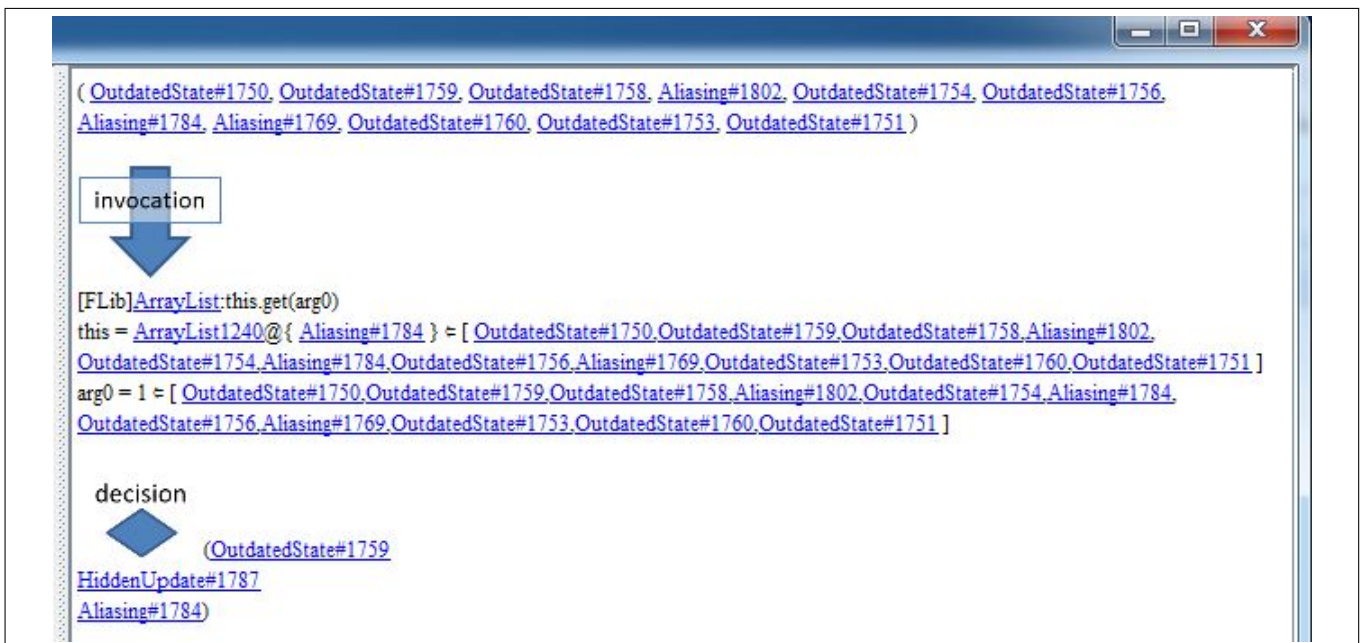 ( OutdatedState#1750, OutdatedState#1759, OutdatedState#1758, Aliasing#1802, OutdatedState#1754, OutdatedState#1756,
Aliasing#1784, Aliasing#1769, OutdatedState#1760, OutdatedState#1753, OutdatedState#1751 )
invocation
[FLib]ArrayList:this.get(arg0)
this = ArrayList1240@{ Aliasing#1784 } ⥪ [ OutdatedState#1750,OutdatedState#1759,OutdatedState#1758,Aliasing#1802,
OutdatedState#1754,Aliasing#1784,OutdatedState#1756,Aliasing#1769,OutdatedState#1753,OutdatedState#1760,OutdatedState#1751 ]
arg0 = 1 ⥪ [ OutdatedState#1750,OutdatedState#1759,OutdatedState#1758,Aliasing#1802,OutdatedState#1754,Aliasing#1784,
OutdatedState#1756,Aliasing#1769,OutdatedState#1753,OutdatedState#1760,OutdatedState#1751 ]
decision
(OutdatedState#1759
HiddenUpdate#1787
Aliasing#1784)